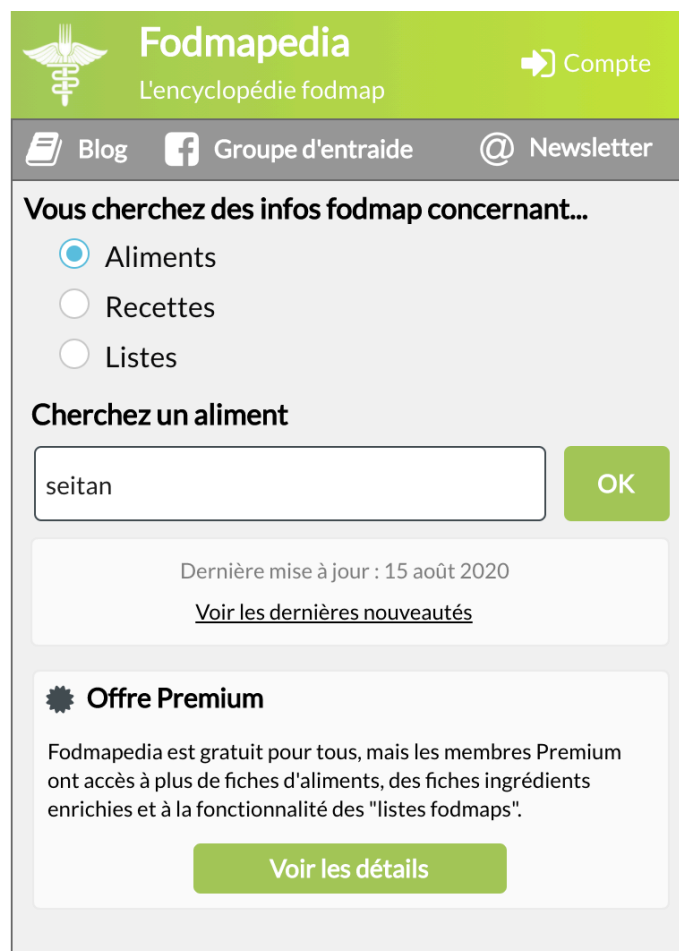 Fodmapedia
L'encyclopédie fodmap
Compte
Blog
Groupe d'entraide
Newsletter
Vous cherchez des infos fodmap concernant...
Aliments
Recettes
Listes
Cherchez un aliment
seitan
OK
Dernière mise à jour : 15 août 2020
Voir les dernières nouveautés
Offre Premium
Fodmapedia est gratuit pour tous, mais les membres Premium
ont accès à plus de fiches d'aliments, des fiches ingrédients
enrichies et à la fonctionnalité des "listes fodmaps".
Voir les détails